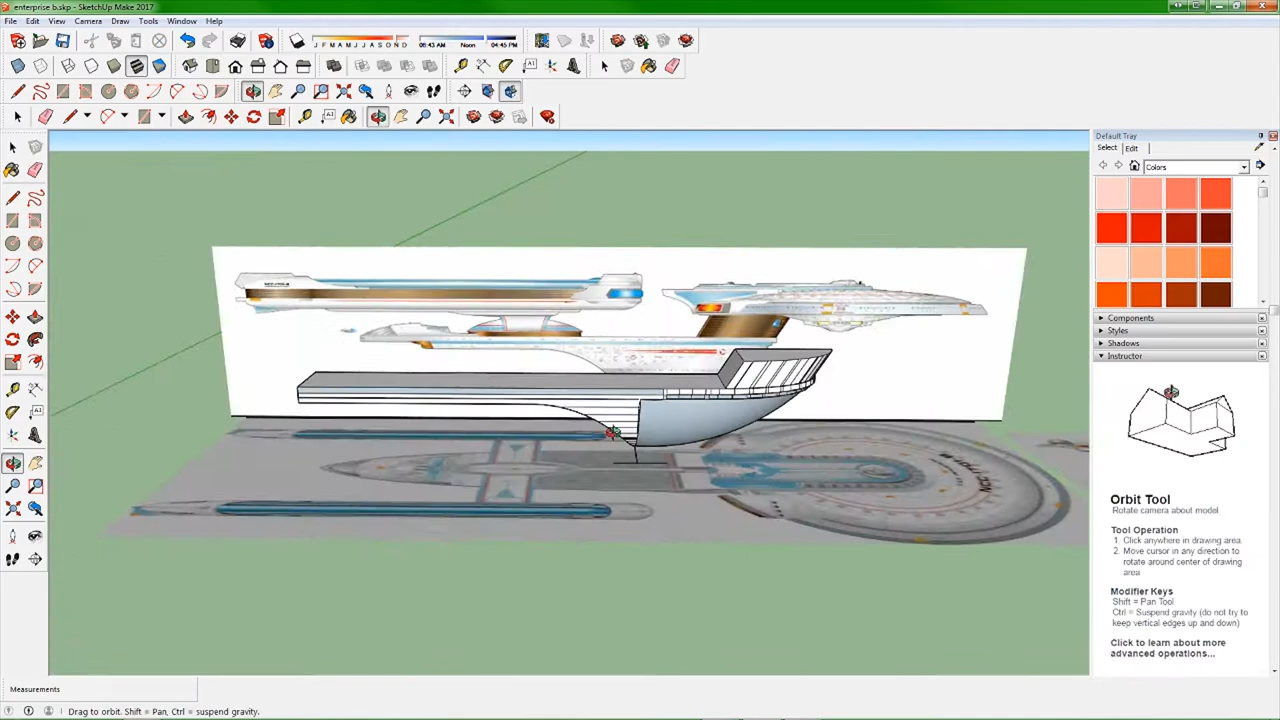 enterprise b.skp - SketchUp Make 2017
File Edit View Camera Draw Tools Window Help
J F M A M J J A S O N D 06:43 AM Noon 04:45 PM
Default Tray
Select Edit
Colors
Components
Styles
Shadows
Instructor
Orbit Tool
Rotate camera about model
Tool Operation
1. Click anywhere in drawing area.
2. Move cursor in any direction to
rotate around center of drawing
area
Modifier Keys
Shift = Pan Tool
Ctrl = Suspend gravity (do not try to
keep vertical edges up and down)
Click to learn about more
advanced operations...
Measurements
Drag to orbit. Shift = Pan, Ctrl = suspend gravity.